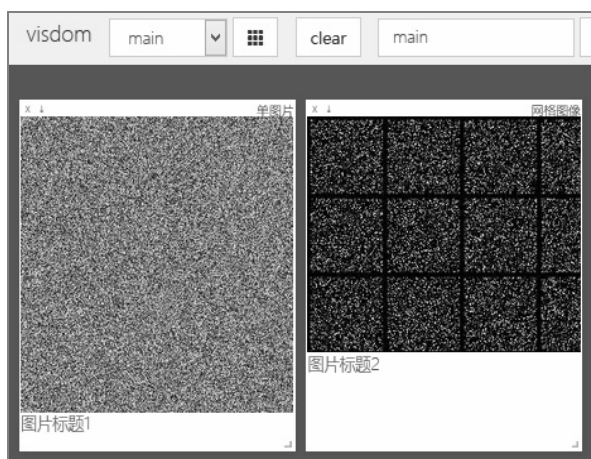 visdom main clear main
x ↓ 单图片
x ↓ 网格图像
图片标题1
图片标题2